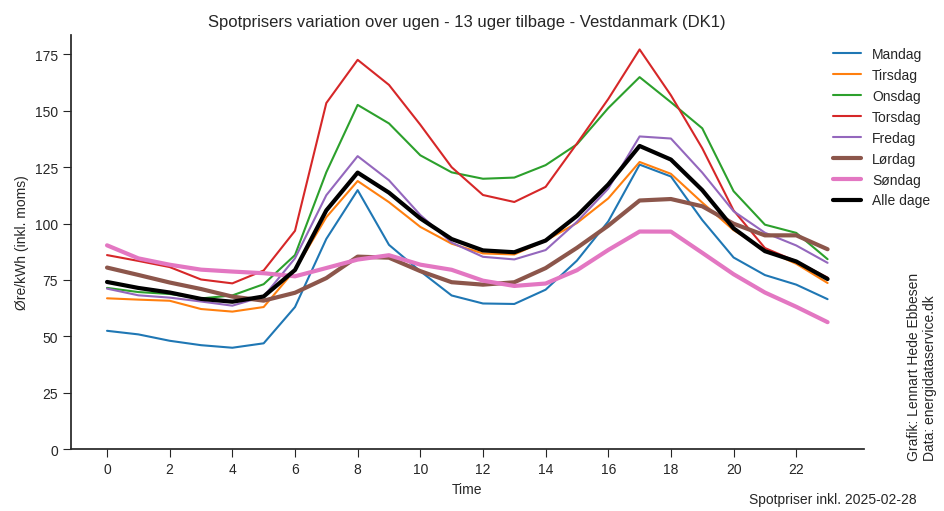 Spotprisers variation over ugen - 13 uger tilbage - Vestdanmark (DK1)
Øre/kWh (inkl. moms)
175
150
125
100
75
50
25
0
0 2 4 6 8 10 12 14 16 18 20 22
Time
Mandag
Tirsdag
Onsdag
Torsdag
Fredag
Lørdag
Søndag
Alle dage
Grafik: Lennart Hede Ebbesen
Data: energidataservice.dk
Spotpriser inkl. 2025-02-28